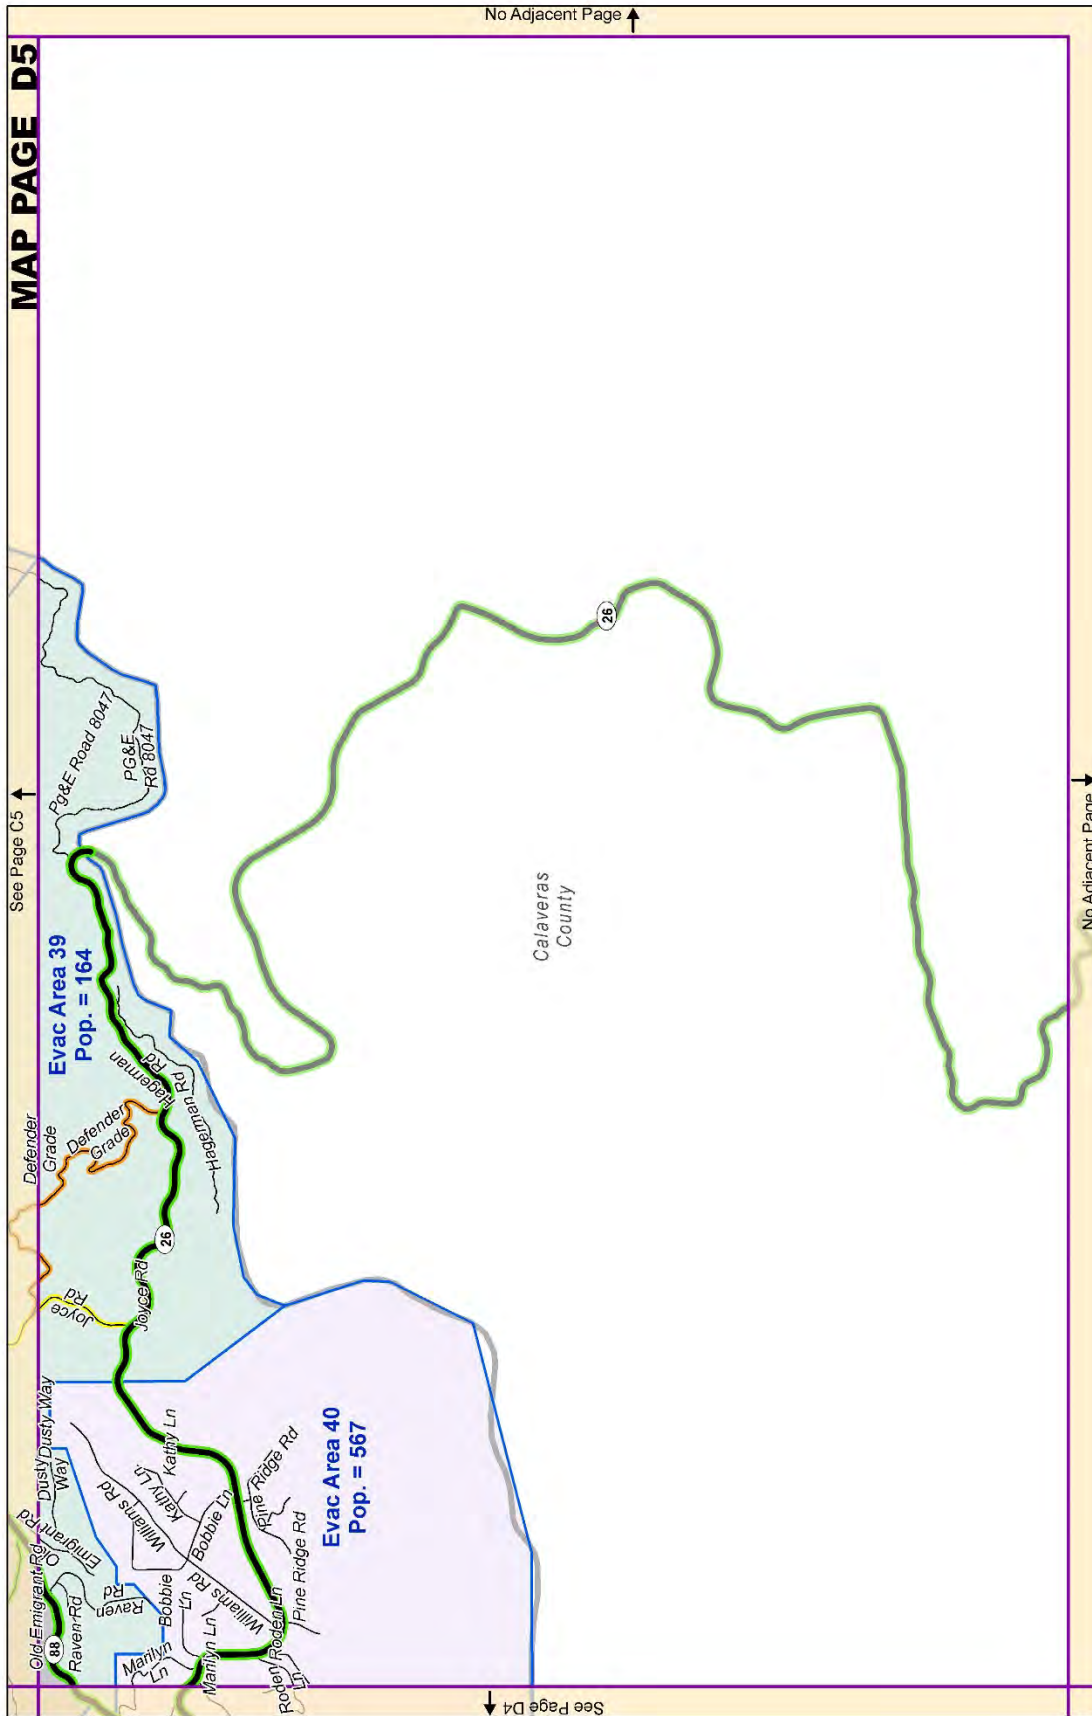 No Adjacent Page
MAP PAGE D5
See Page C5
Pg&E Road 8047
PG&E
Rd 8047
26
Calaveras
County
No Adjacent Page
Evac Area 39
Pop. = 164
Hagerman
Rd
Hagerman Rd
Defender
Grade
Defender
Grade
26
Joyce
Rd
Joyce Rd
Dusty Way
Dusty
Way
Old
Emigrant Rd
Old Emigrant Rd
88
Raven Rd
Raven
Rd
Kathy Ln
Kathy Ln
Williams Rd
Bobbie Ln
Bobbie
Ln
Williams Rd
Pine Ridge Rd
Pine Ridge Rd
Evac Area 40
Pop. = 567
Marilyn
Ln
Marilyn Ln
Roden Ln
Roden
Ln
See Page D4